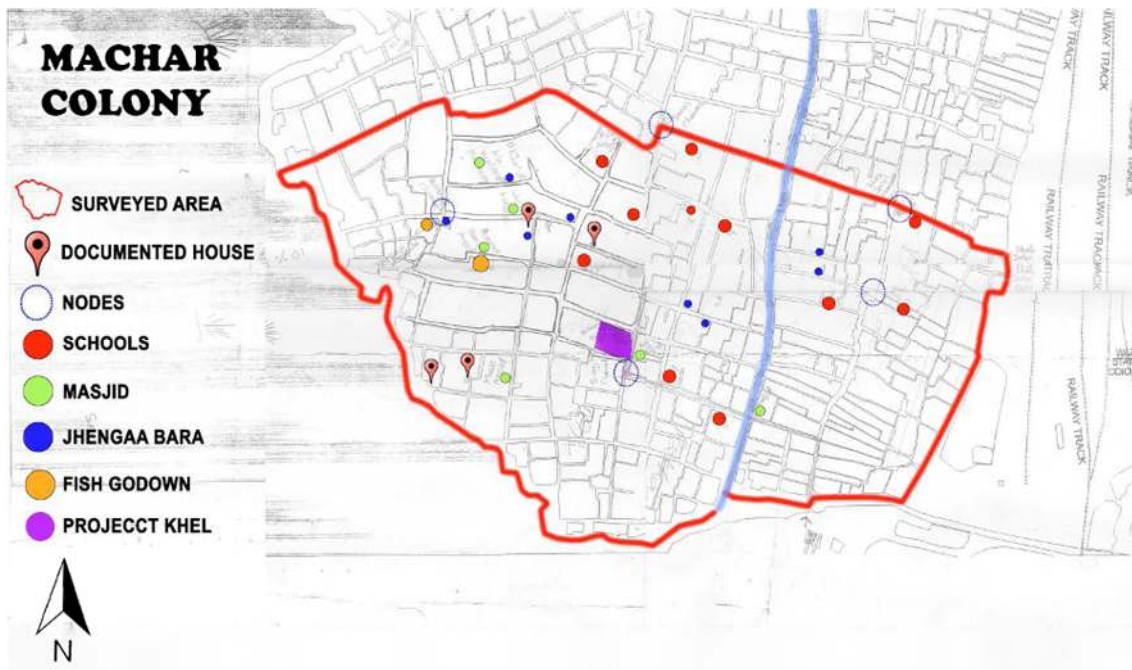 MACHAR
COLONY
SURVEYED AREA
DOCUMENTED HOUSE
NODES
SCHOOLS
MASJID
JHENGAA BARA
FISH GODOWN
PROJECCT KHEL
N
RAILWAY TRACK
RAILWAY TRACK
RAILWAY TRACK